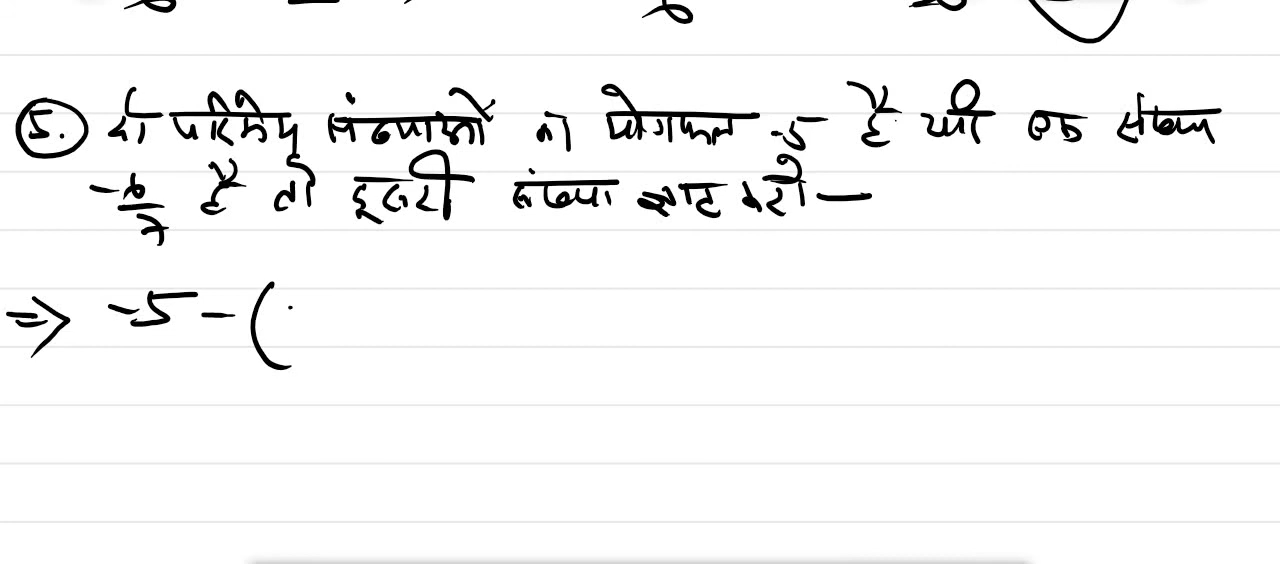 5. दो परिमेय संख्याओं का योगफल -5 है यदि एक संख्या
-6/7 है तो दूसरी संख्या ज्ञात करो —
⇒ -5 - (